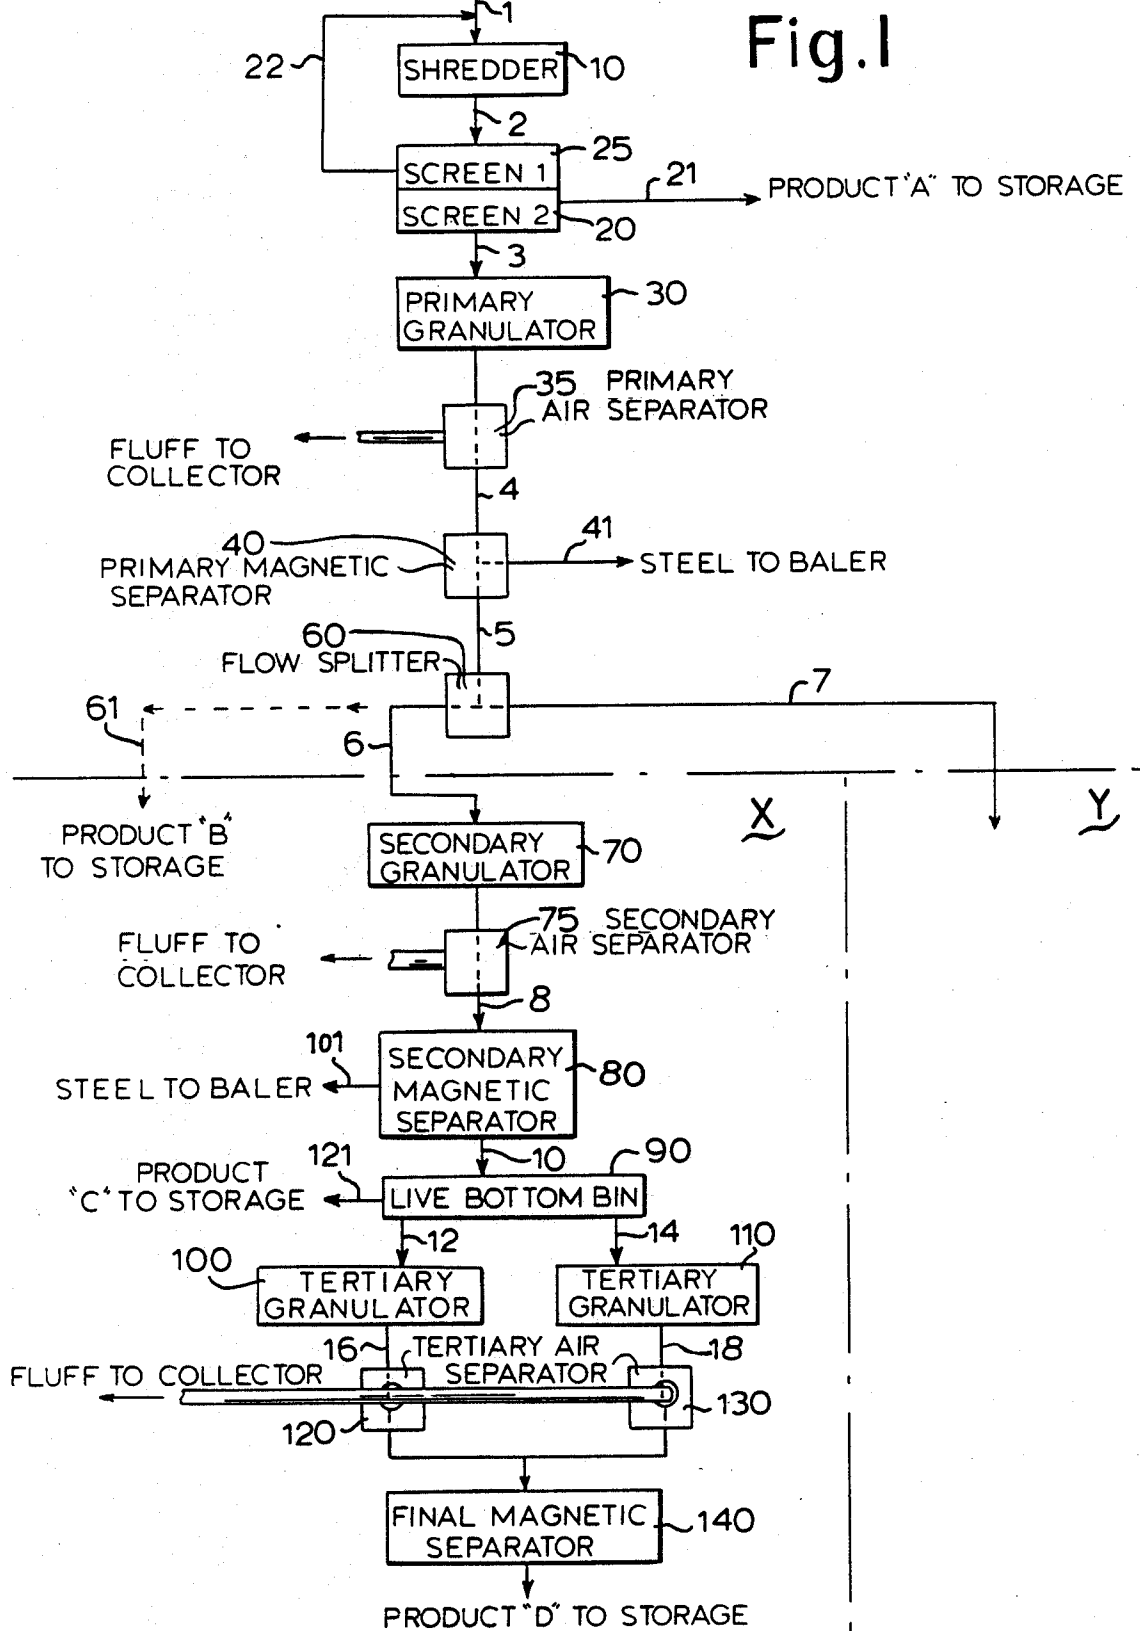 Fig.1
1
22
SHREDDER
10
2
25
SCREEN 1
21
PRODUCT "A" TO STORAGE
SCREEN 2
20
3
30
PRIMARY
GRANULATOR
35 PRIMARY
AIR SEPARATOR
FLUFF TO
COLLECTOR
4
40
41
PRIMARY MAGNETIC
SEPARATOR
STEEL TO BALER
60
5
FLOW SPLITTER
7
61
6
X
Y
PRODUCT "B"
TO STORAGE
SECONDARY
GRANULATOR
70
75 SECONDARY
AIR SEPARATOR
FLUFF TO
COLLECTOR
8
101
STEEL TO BALER
SECONDARY
MAGNETIC
SEPARATOR
80
10
90
PRODUCT
"C" TO STORAGE
121
LIVE BOTTOM BIN
12
14
100
110
TERTIARY
GRANULATOR
TERTIARY
GRANULATOR
16
TERTIARY AIR
SEPARATOR
18
FLUFF TO COLLECTOR
120
130
FINAL MAGNETIC
SEPARATOR
140
PRODUCT "D" TO STORAGE